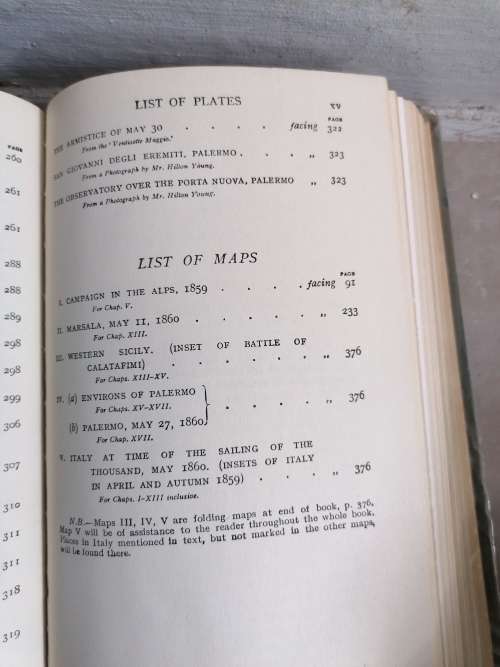 PAGE
260
261
261
288
288
289
298
298
299
306
307
310
311
311
318
319
LIST OF PLATES xv
PAGE
THE ARMISTICE OF MAY 30 . . . . facing 322
From the 'Ventisette Maggio.'
SAN GIOVANNI DEGLI EREMITI, PALERMO . . . „ 323
From a Photograph by Mr. Hilton Young.
THE OBSERVATORY OVER THE PORTA NUOVA, PALERMO „ 323
From a Photograph by Mr. Hilton Young.
LIST OF MAPS
PAGE
I. CAMPAIGN IN THE ALPS, 1859 . . . . facing 91
For Chap. V.
II. MARSALA, MAY 11, 1860 . . . . . „ 233
For Chap. XIII.
III. WESTERN SICILY. (INSET OF BATTLE OF
CALATAFIMI) . . . . . . „ 376
For Chaps. XIII-XV.
IV. (a) ENVIRONS OF PALERMO
For Chaps. XV-XVII.
. . . . „ 376
(b) PALERMO, MAY 27, 1860
For Chap. XVII.
V. ITALY AT TIME OF THE SAILING OF THE
THOUSAND, MAY 1860. (INSETS OF ITALY
IN APRIL AND AUTUMN 1859) . . . „ 376
For Chaps. I-XIII inclusive.
N.B.—Maps III, IV, V are folding maps at end of book, p. 376.
Map V will be of assistance to the reader throughout the whole book.
Places in Italy mentioned in text, but not marked in the other maps,
will be found there.